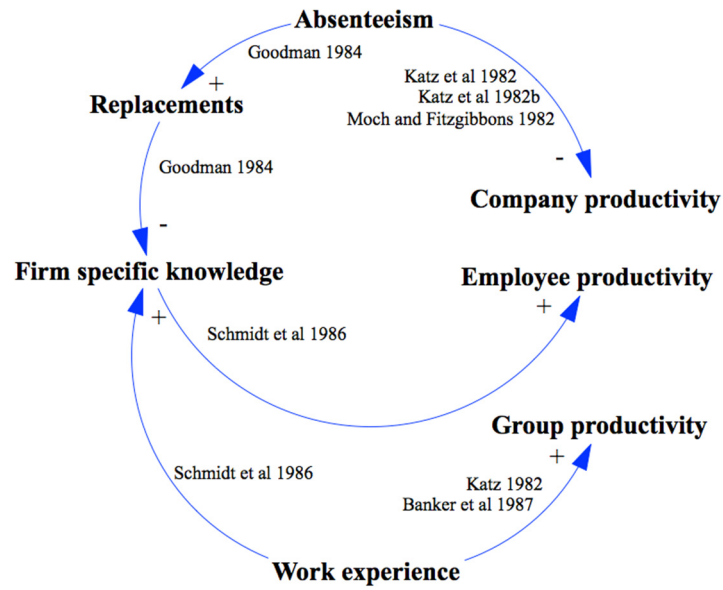 Absenteeism
Goodman 1984
+
Katz et al 1982
Katz et al 1982b
Moch and Fitzgibbons 1982
Replacements
-
Goodman 1984
Company productivity
-
Firm specific knowledge
Employee productivity
+
+
Schmidt et al 1986
Group productivity
+
Schmidt et al 1986
Katz 1982
Banker et al 1987
Work experience